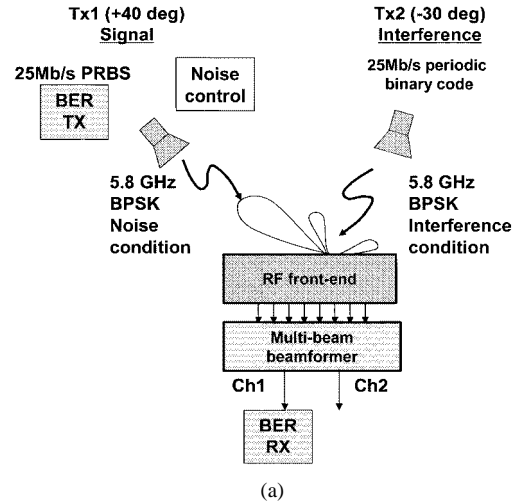 Tx1 (+40 deg)
Signal
Tx2 (-30 deg)
Interference
25Mb/s PRBS
BER
TX
Noise
control
25Mb/s periodic
binary code
5.8 GHz
BPSK
Noise
condition
5.8 GHz
BPSK
Interference
condition
RF front-end
Multi-beam
beamformer
Ch1
Ch2
BER
RX
(a)